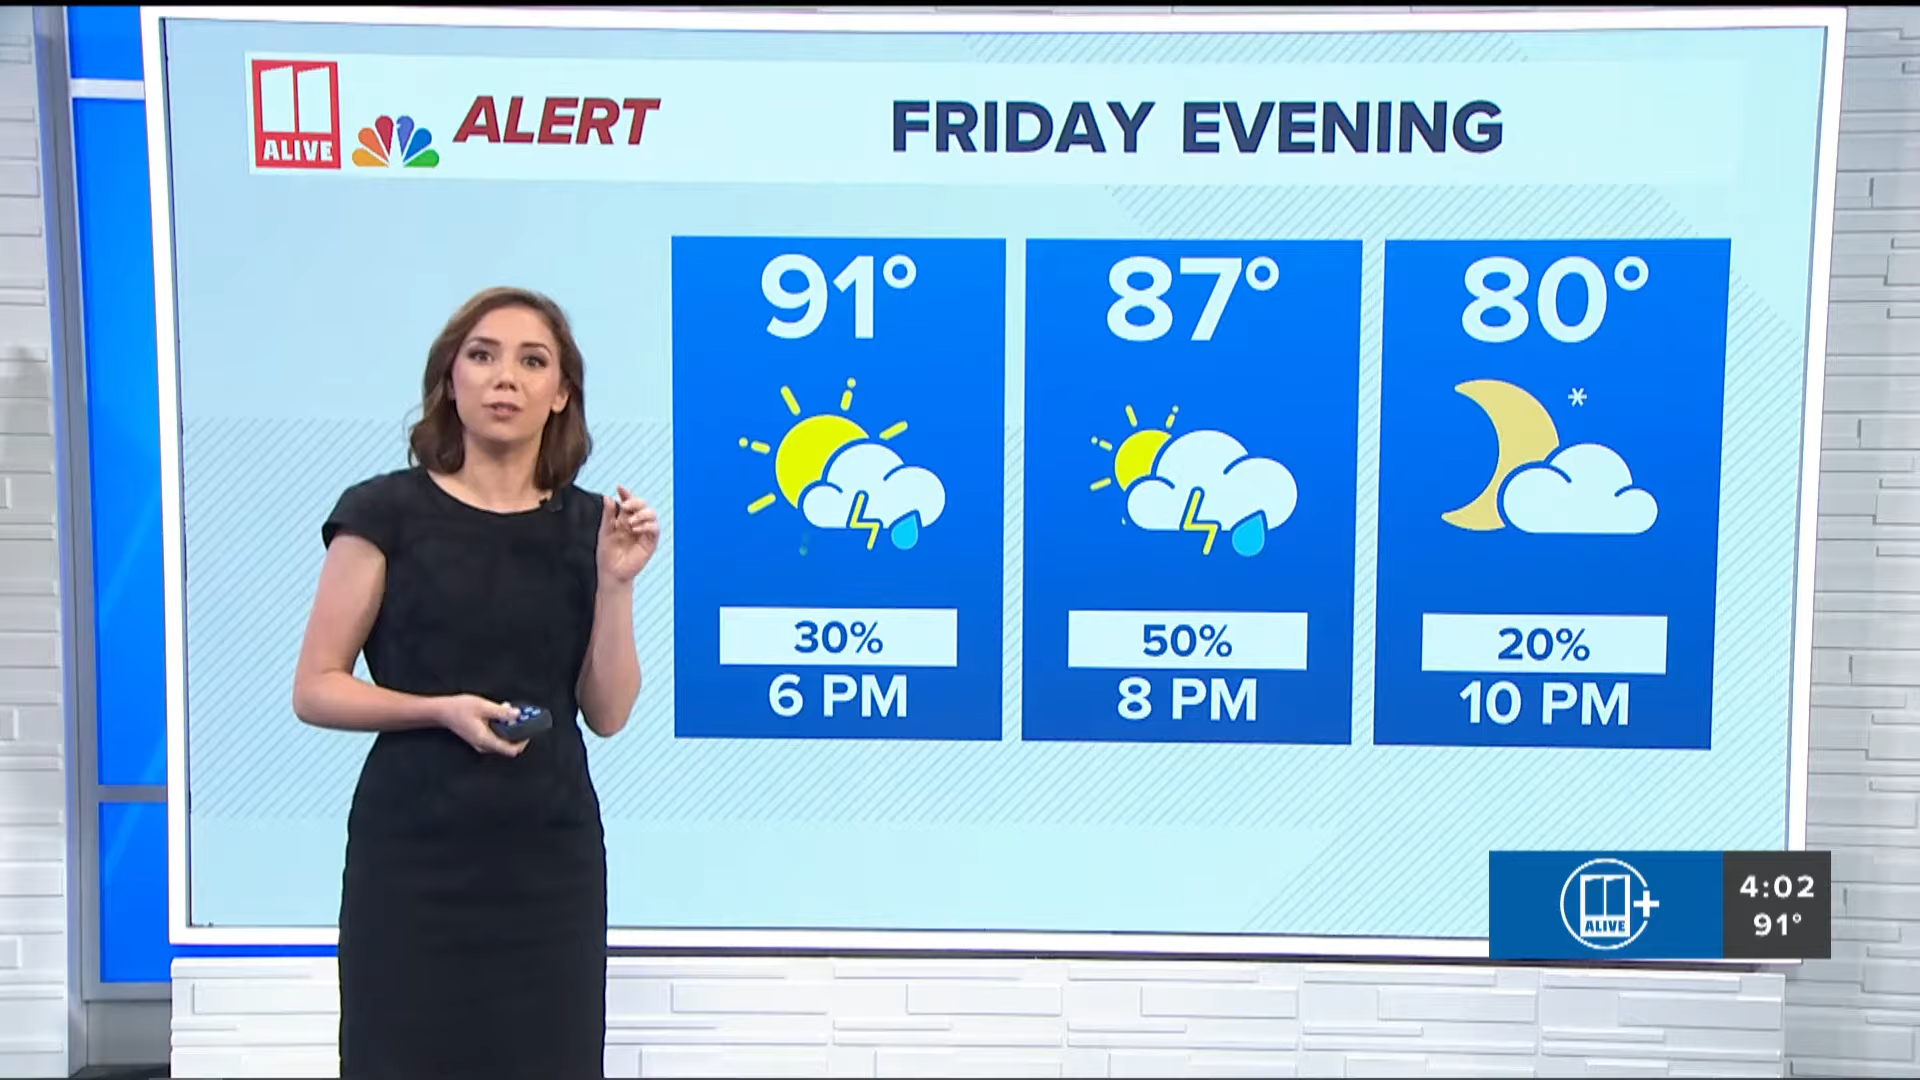 ALIVE
ALERT
FRIDAY EVENING
91°
87°
80°
30%
50%
20%
6 PM
8 PM
10 PM
ALIVE+
4:02
91°